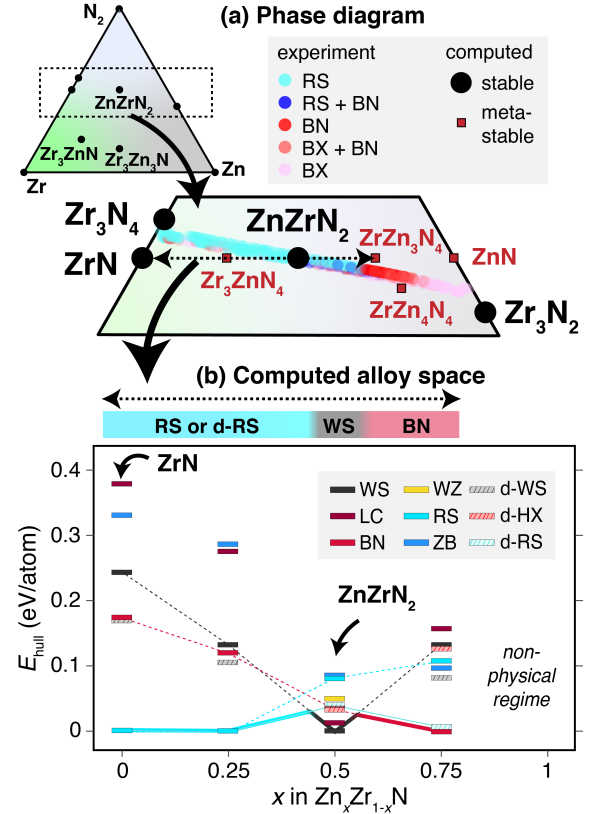 (a) Phase diagram
N2
ZnZrN2
Zr3ZnN
Zr3Zn3N
Zr
Zn
experiment
RS
RS + BN
BN
BX + BN
BX
computed
stable
meta-
stable
Zr3N4
ZnZrN2
ZrZn3N4
ZnN
ZrN
Zr3ZnN4
ZrZn4N4
Zr3N2
(b) Computed alloy space
RS or d-RS
WS
BN
ZrN
WS
WZ
d-WS
LC
RS
d-HX
BN
ZB
d-RS
ZnZrN2
non-
physical
regime
Ehull (eV/atom)
0.4
0.3
0.2
0.1
0
0
0.25
0.5
0.75
1
x in ZnxZr1-xN